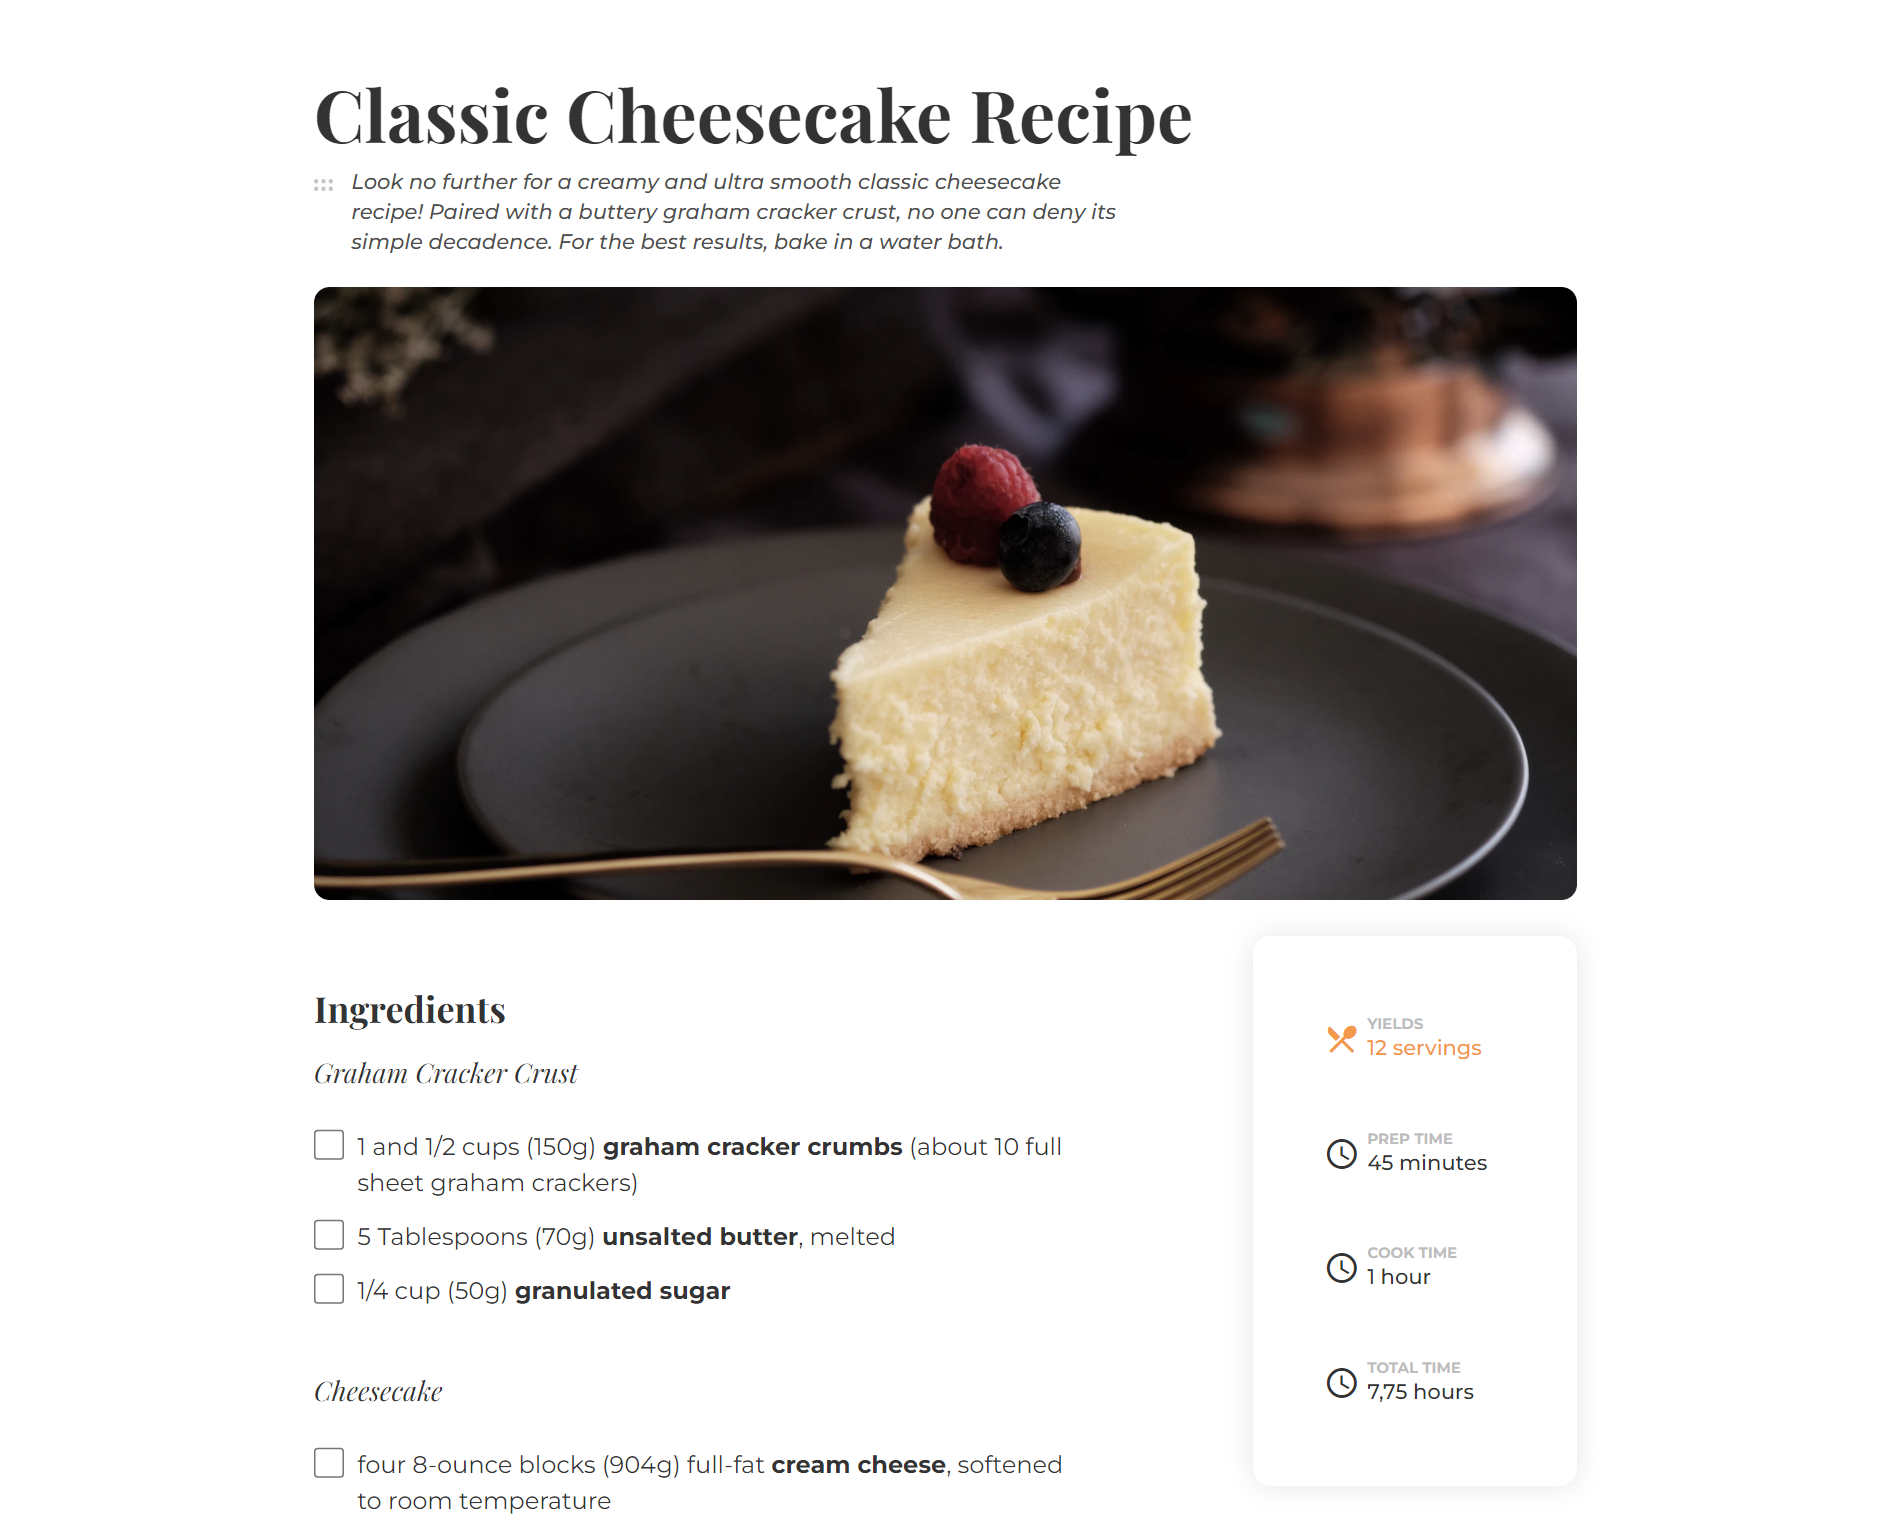 Classic Cheesecake Recipe
Look no further for a creamy and ultra smooth classic cheesecake
recipe! Paired with a buttery graham cracker crust, no one can deny its
simple decadence. For the best results, bake in a water bath.
Ingredients
Graham Cracker Crust
1 and 1/2 cups (150g) graham cracker crumbs (about 10 full
sheet graham crackers)
5 Tablespoons (70g) unsalted butter, melted
1/4 cup (50g) granulated sugar
Cheesecake
four 8-ounce blocks (904g) full-fat cream cheese, softened
to room temperature
YIELDS
12 servings
PREP TIME
45 minutes
COOK TIME
1 hour
TOTAL TIME
7,75 hours